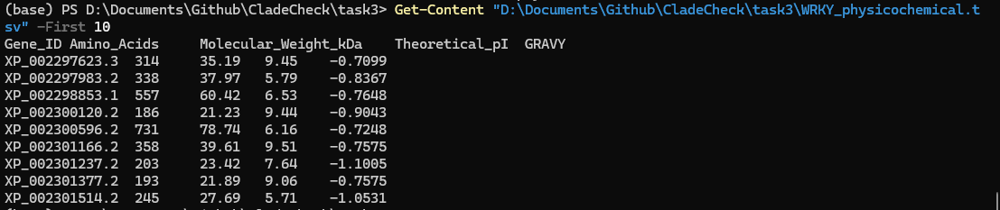 (base) PS D:\Documents\Github\CladeCheck\task3> Get-Content "D:\Documents\Github\CladeCheck\task3\WRKY_physicochemical.t
sv" -First 10
Gene_ID Amino_Acids     Molecular_Weight_kDa    Theoretical_pI  GRAVY
XP_002297623.3  314     35.19   9.45    -0.7099
XP_002297983.2  338     37.97   5.79    -0.8367
XP_002298853.1  557     60.42   6.53    -0.7648
XP_002300120.2  186     21.23   9.44    -0.9043
XP_002300596.2  731     78.74   6.16    -0.7248
XP_002301166.2  358     39.61   9.51    -0.7575
XP_002301237.2  203     23.42   7.64    -1.1005
XP_002301377.2  193     21.89   9.06    -0.7575
XP_002301514.2  245     27.69   5.71    -1.0531